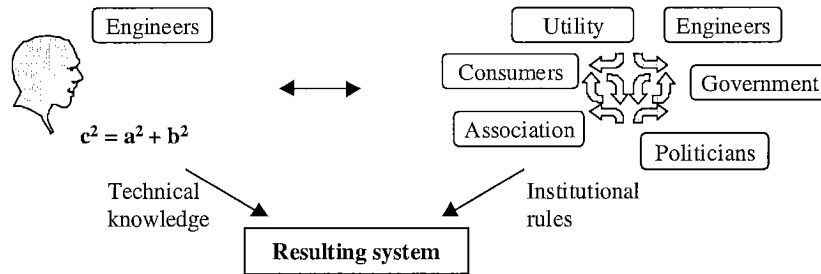 Engineers
c² = a² + b²
Technical
knowledge
Utility
Engineers
Consumers
Government
Association
Politicians
Institutional
rules
Resulting system